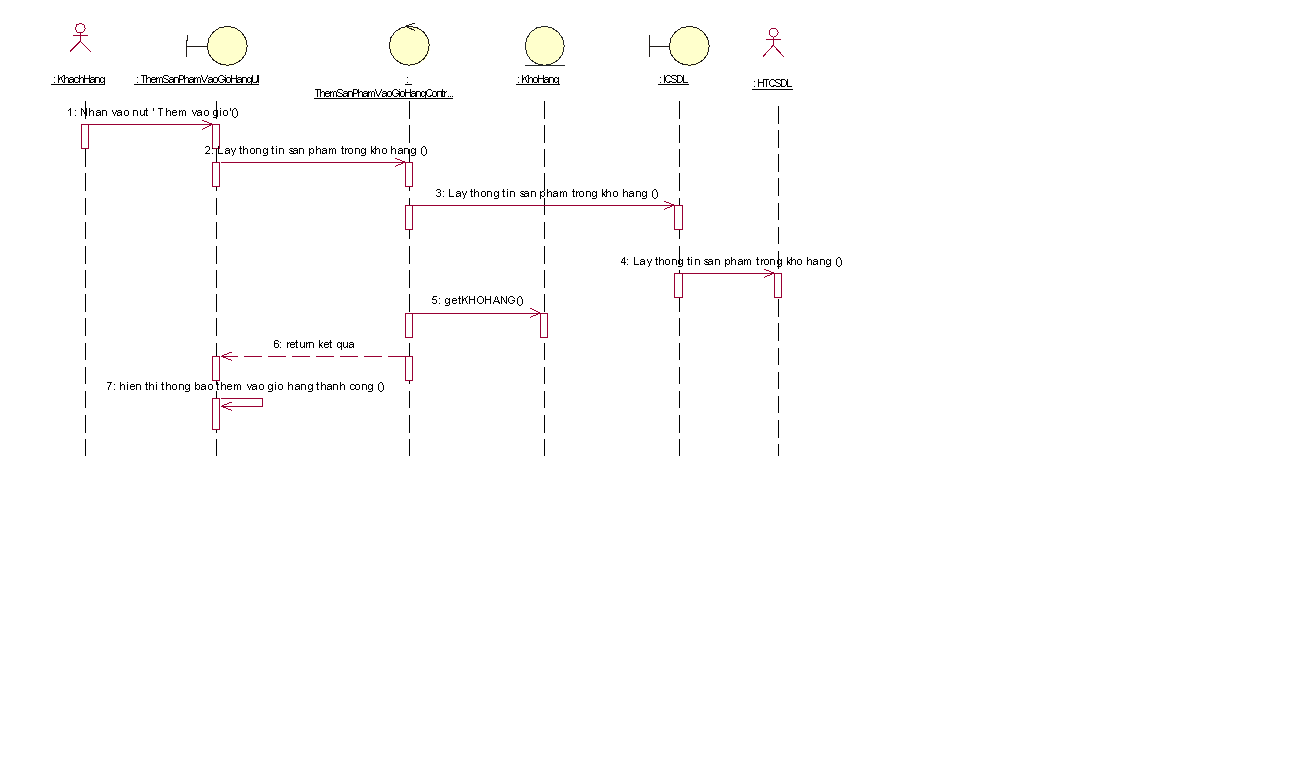 : KhachHang
: ThemSanPhamVaoGioHangUI
:
ThemSanPhamVaoGioHangContr...
: KhoHang
: ICSDL
: HTCSDL
1: Nhan vao nut ' Them vao gio'()
2: Lay thong tin san pham trong kho hang ()
3: Lay thong tin san pham trong kho hang ()
4: Lay thong tin san pham trong kho hang ()
5: getKHOHANG()
6: return ket qua
7: hien thi thong bao them vao gio hang thanh cong ()